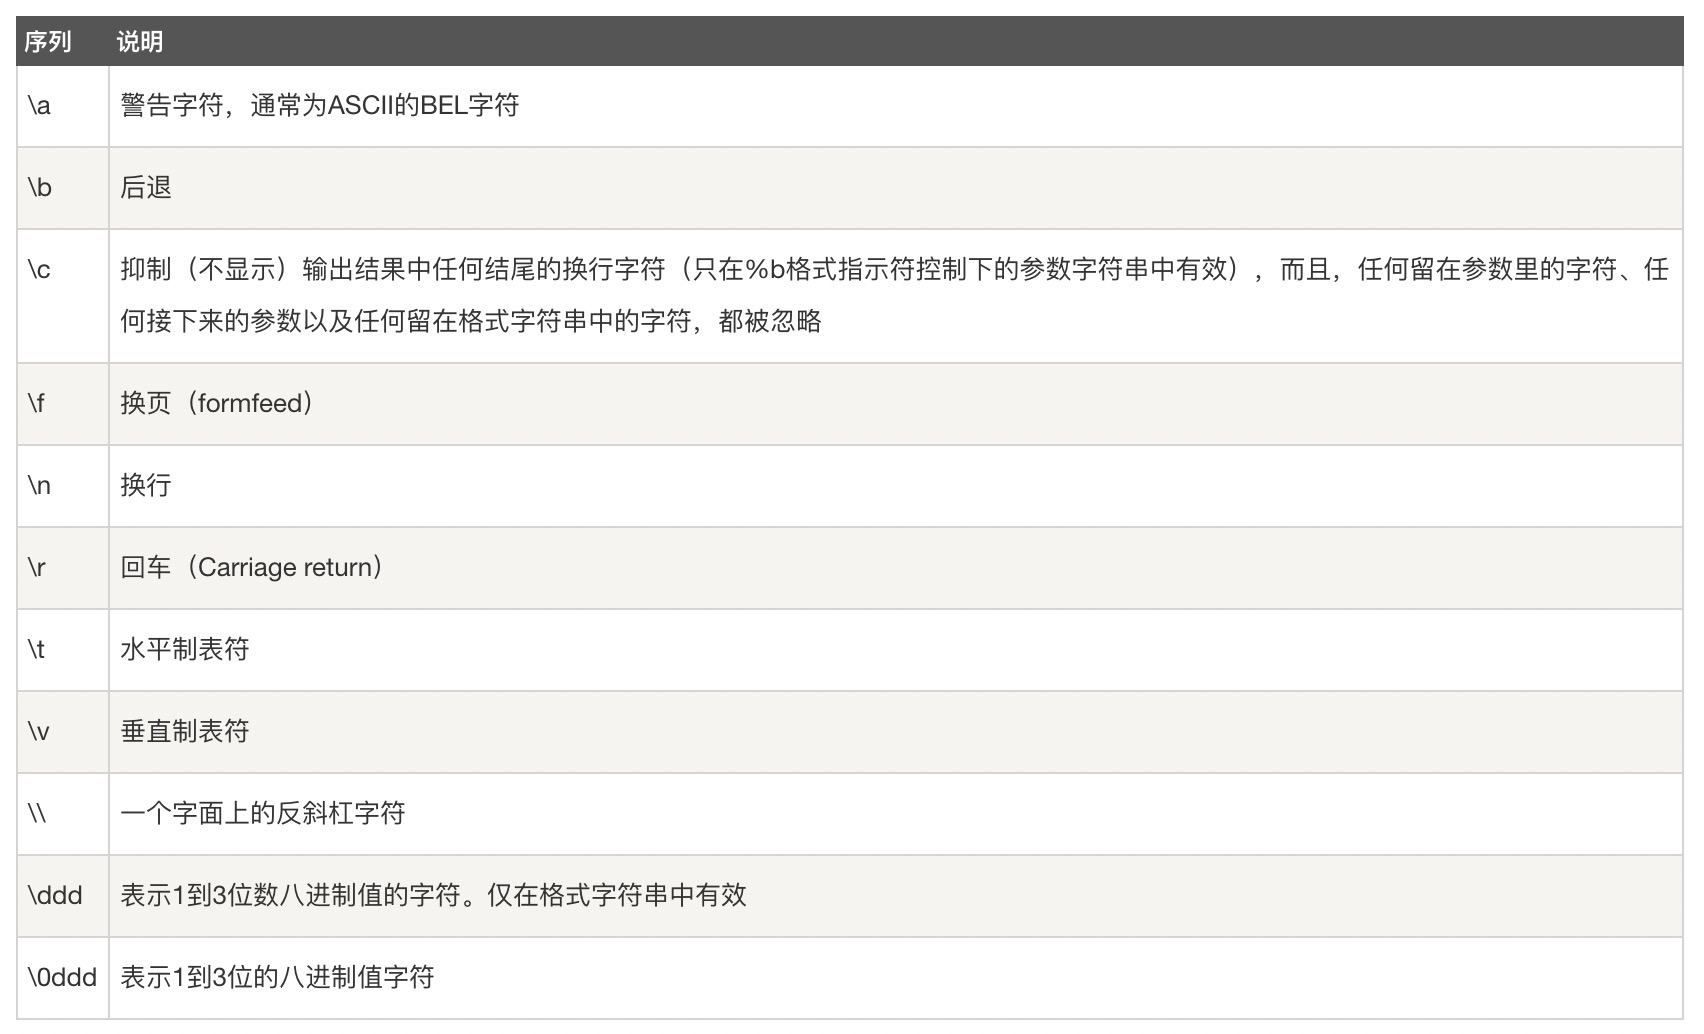 序列 说明
\a 警告字符，通常为ASCII的BEL字符
\b 后退
\c 抑制（不显示）输出结果中任何结尾的换行字符（只在%b格式指示符控制下的参数字符串中有效），而且，任何留在参数里的字符、任
何接下来的参数以及任何留在格式字符串中的字符，都被忽略
\f 换页（formfeed）
\n 换行
\r 回车（Carriage return）
\t 水平制表符
\v 垂直制表符
\\ 一个字面上的反斜杠字符
\ddd 表示1到3位数八进制值的字符。仅在格式字符串中有效
\0ddd 表示1到3位的八进制值字符